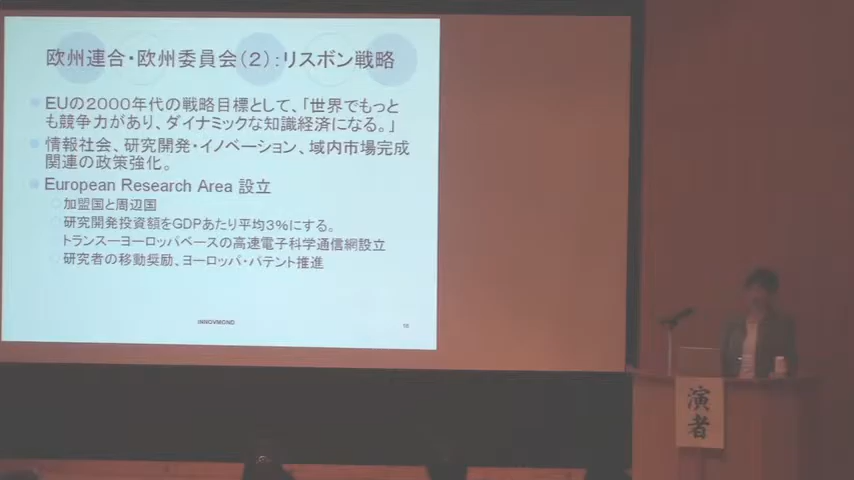 欧州連合・欧州委員会(2):リスボン戦略
EUの2000年代の戦略目標として、「世界でもっと
も競争力があり、ダイナミックな知識経済になる。」
情報社会、研究開発・イノベーション、域内市場完成
関連の政策強化。
European Research Area 設立
加盟国と周辺国
研究開発投資額をGDPあたり平均3%にする。
トランスーヨーロッパベースの高速電子科学通信網設立
研究者の移動奨励、ヨーロッパ・パテント推進
INNOVMOND
演者